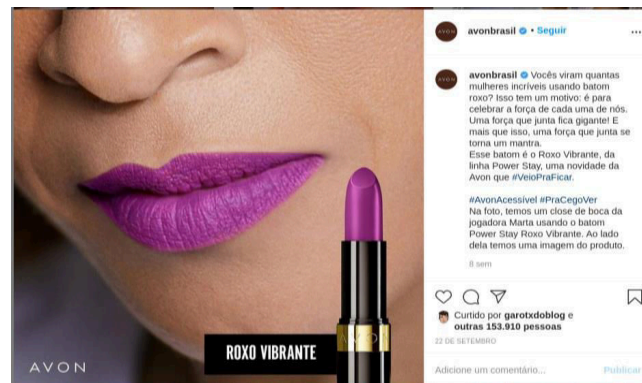 avonbrasil • Seguir
...
AVON
AVON
avonbrasil Vocês viram quantas
mulheres incríveis usando batom
roxo? Isso tem um motivo: é para
celebrar a força de cada uma de nós.
Uma força que junta fica gigante! E
mais que isso, uma força que junta se
torna um mantra.
Esse batom é o Roxo Vibrante, da
linha Power Stay, uma novidade da
Avon que #VeioPraFicar.
#AvonAcessível #PraCegoVer
Na foto, temos um close de boca da
jogadora Marta usando o batom
Power Stay Roxo Vibrante. Ao lado
dela temos uma imagem do produto.
8 sem
Curtido por garotxdoblog e
outras 153.910 pessoas
22 DE SETEMBRO
Adicione um comentário... Publicar
AVON
ROXO VIBRANTE
AVON